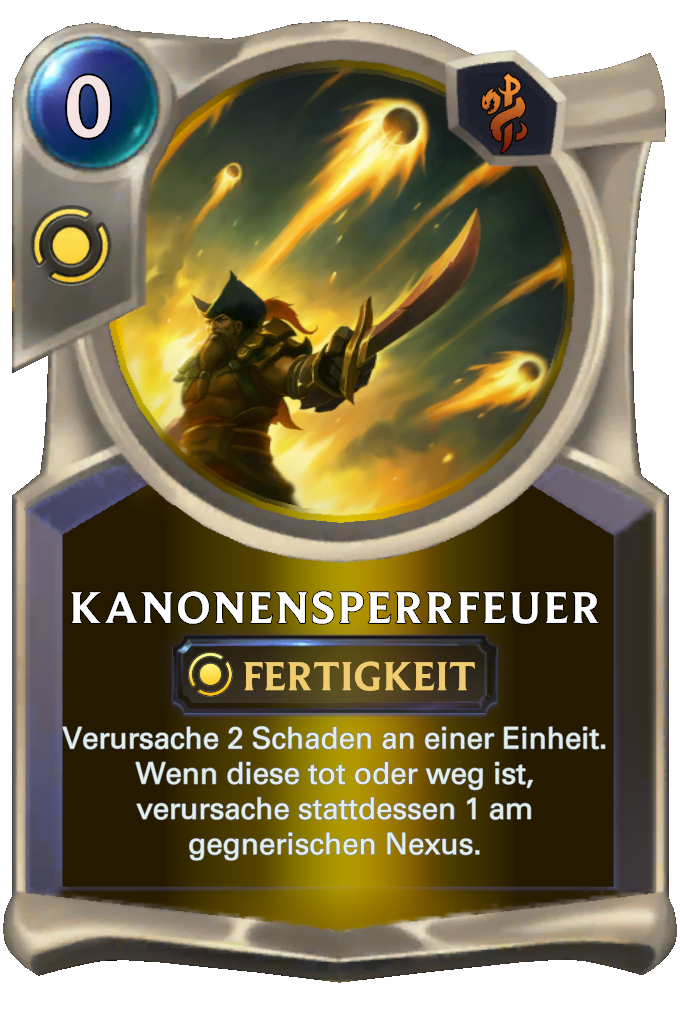 0
KANONENSPERRFEUER
FERTIGKEIT
Verursache 2 Schaden an einer Einheit.
Wenn diese tot oder weg ist,
verursache stattdessen 1 am
gegnerischen Nexus.